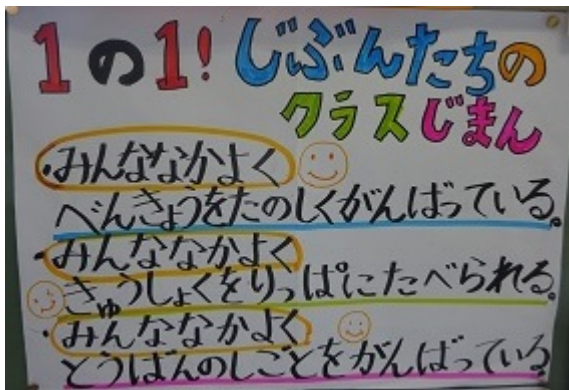 1の1! じぶんたちの
クラスじまん
・みんななかよく
べんきょうをたのしくがんばっている。
・みんななかよく
きゅうしょくをりっぱにたべられる。
・みんななかよく
とうばんのしごとをがんばっている